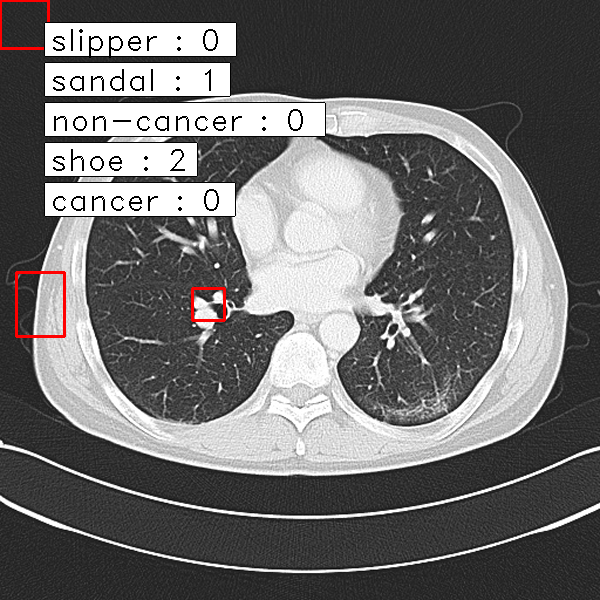 slipper : 0
sandal : 1
non-cancer : 0
shoe : 2
cancer : 0